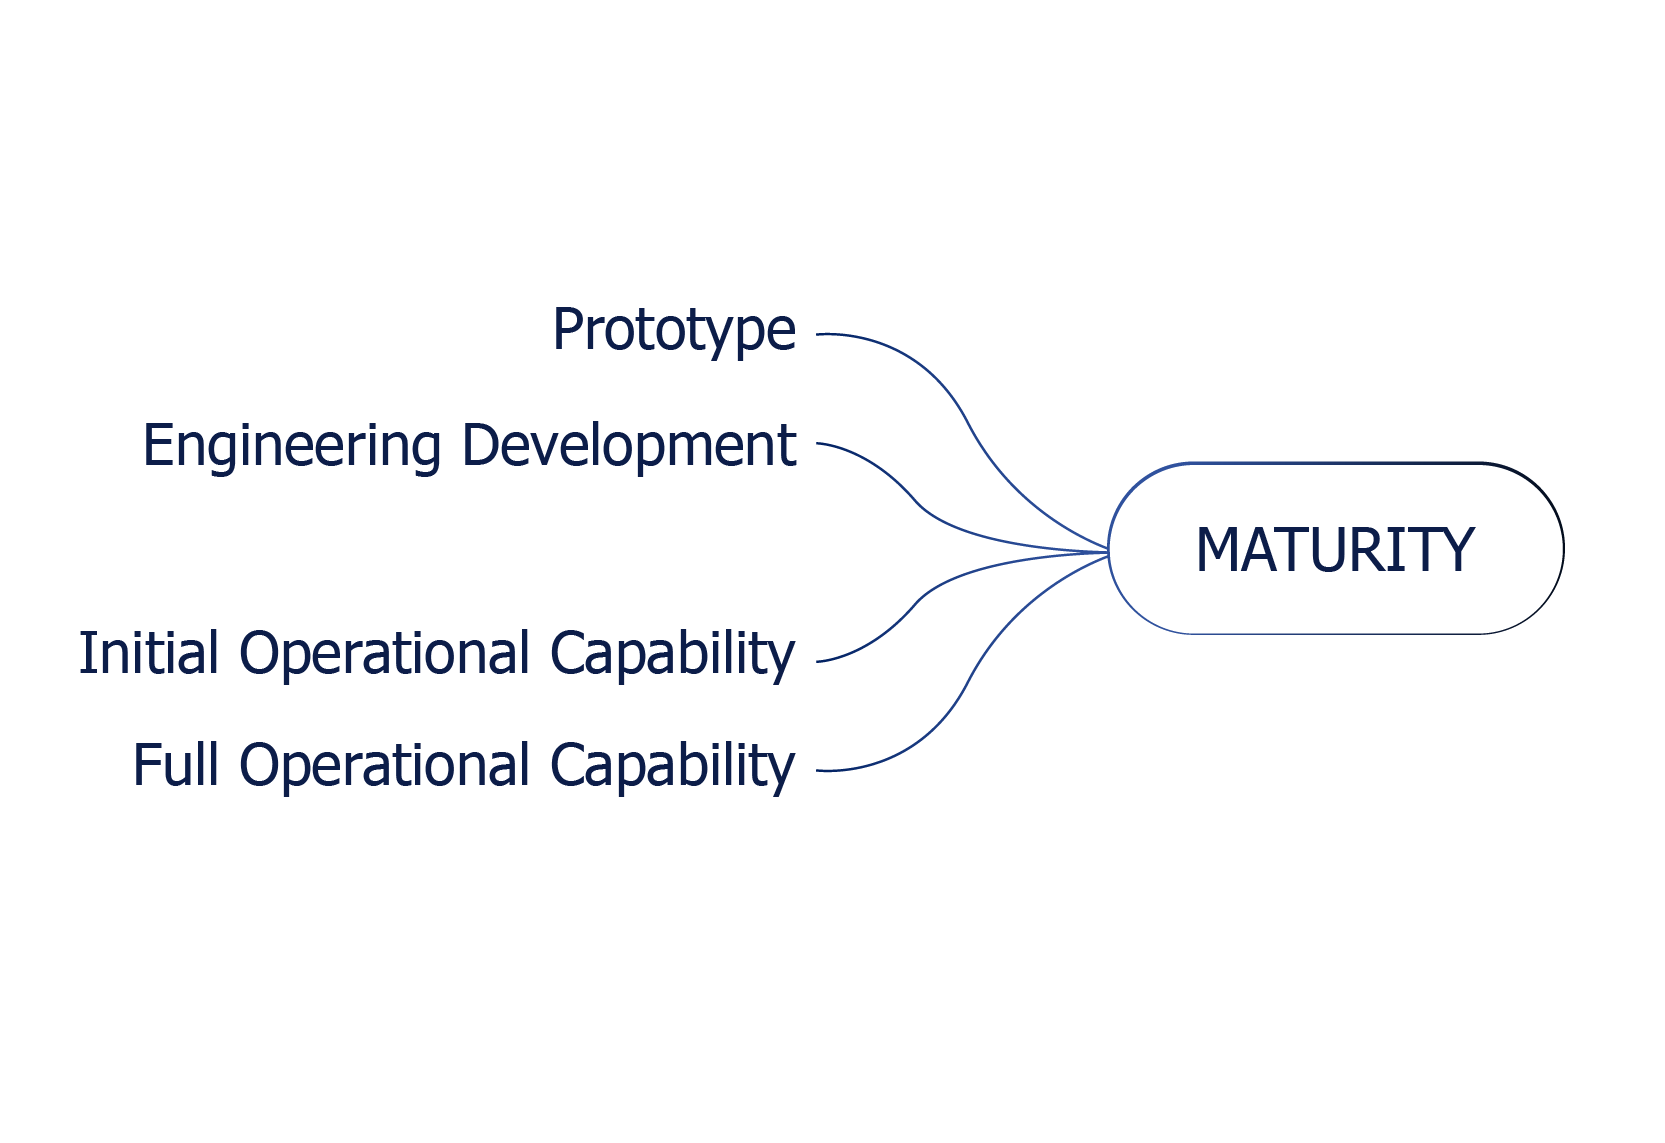 Prototype
Engineering Development
MATURITY
Initial Operational Capability
Full Operational Capability